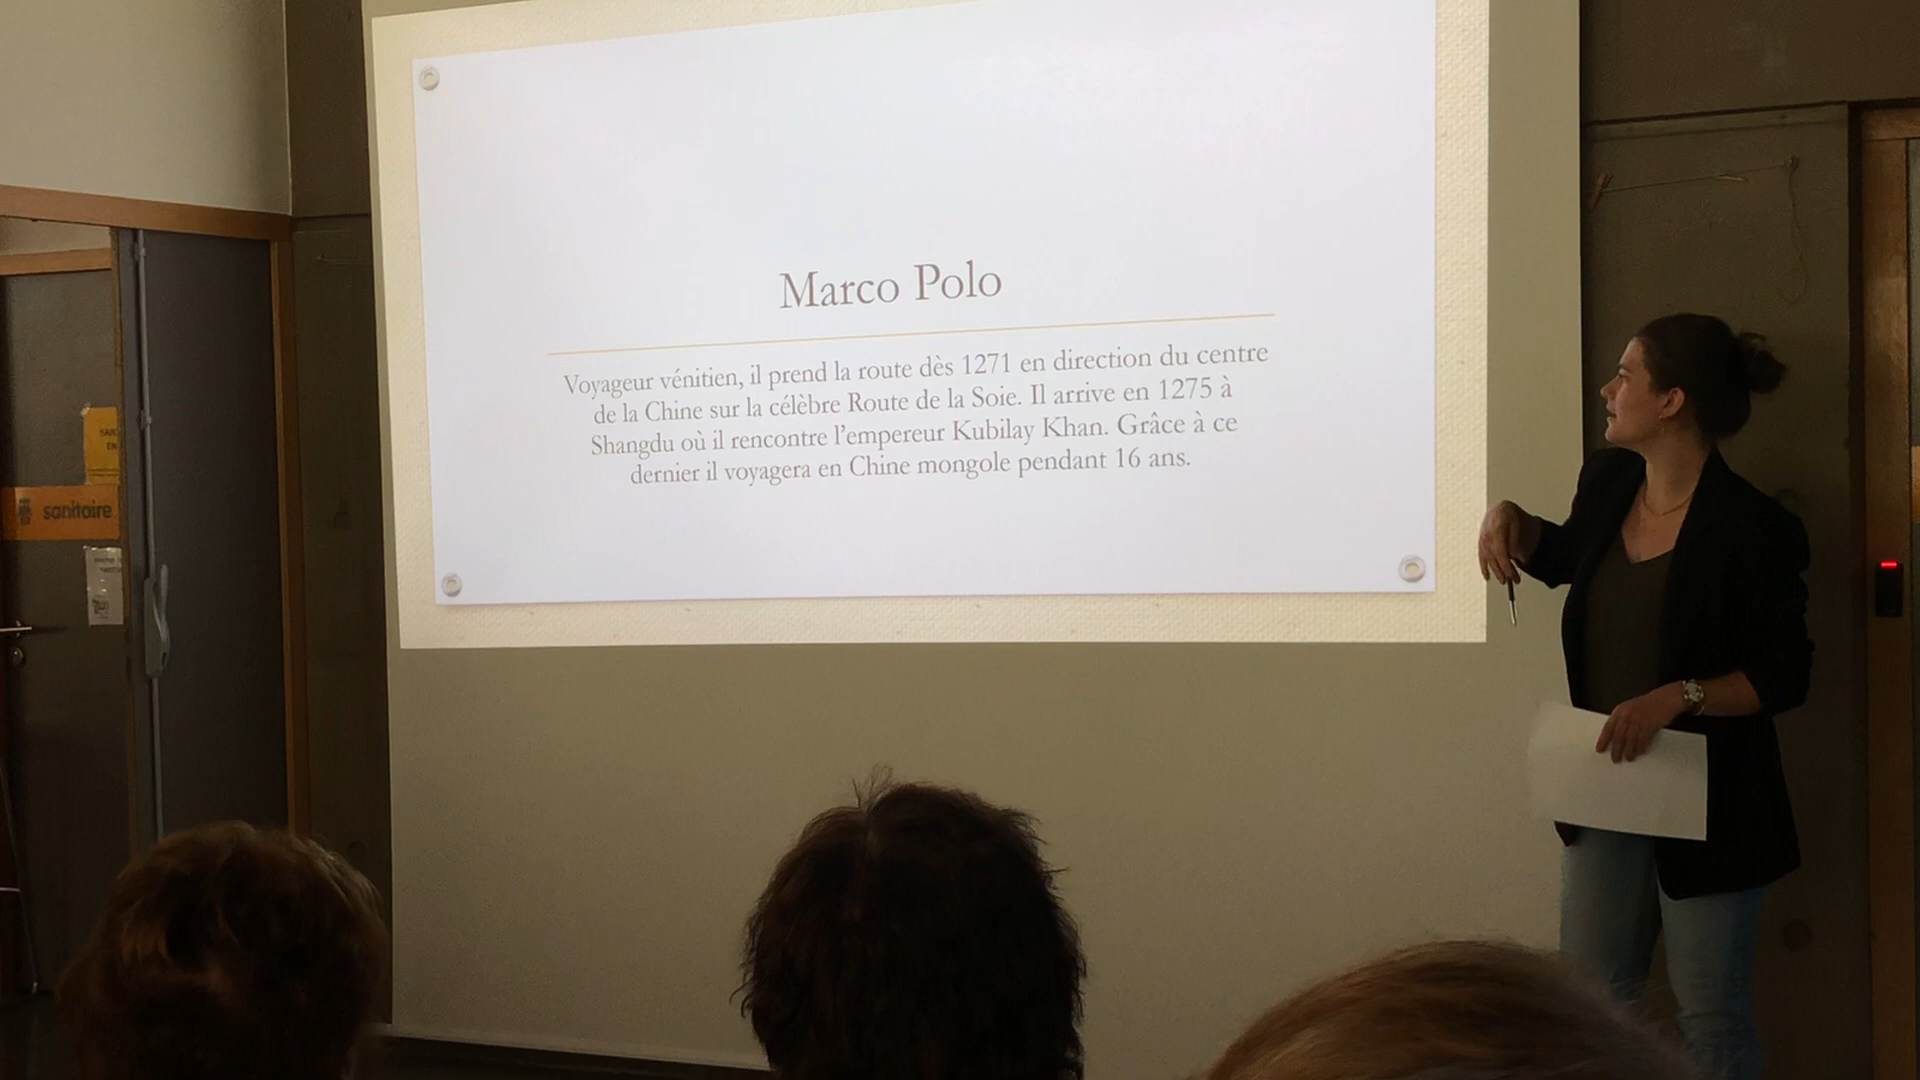 Marco Polo
Voyageur vénitien, il prend la route dès 1271 en direction du centre
de la Chine sur la célèbre Route de la Soie. Il arrive en 1275 à
Shangdu où il rencontre l'empereur Kubilay Khan. Grâce à ce
dernier il voyagera en Chine mongole pendant 16 ans.
sanitaire